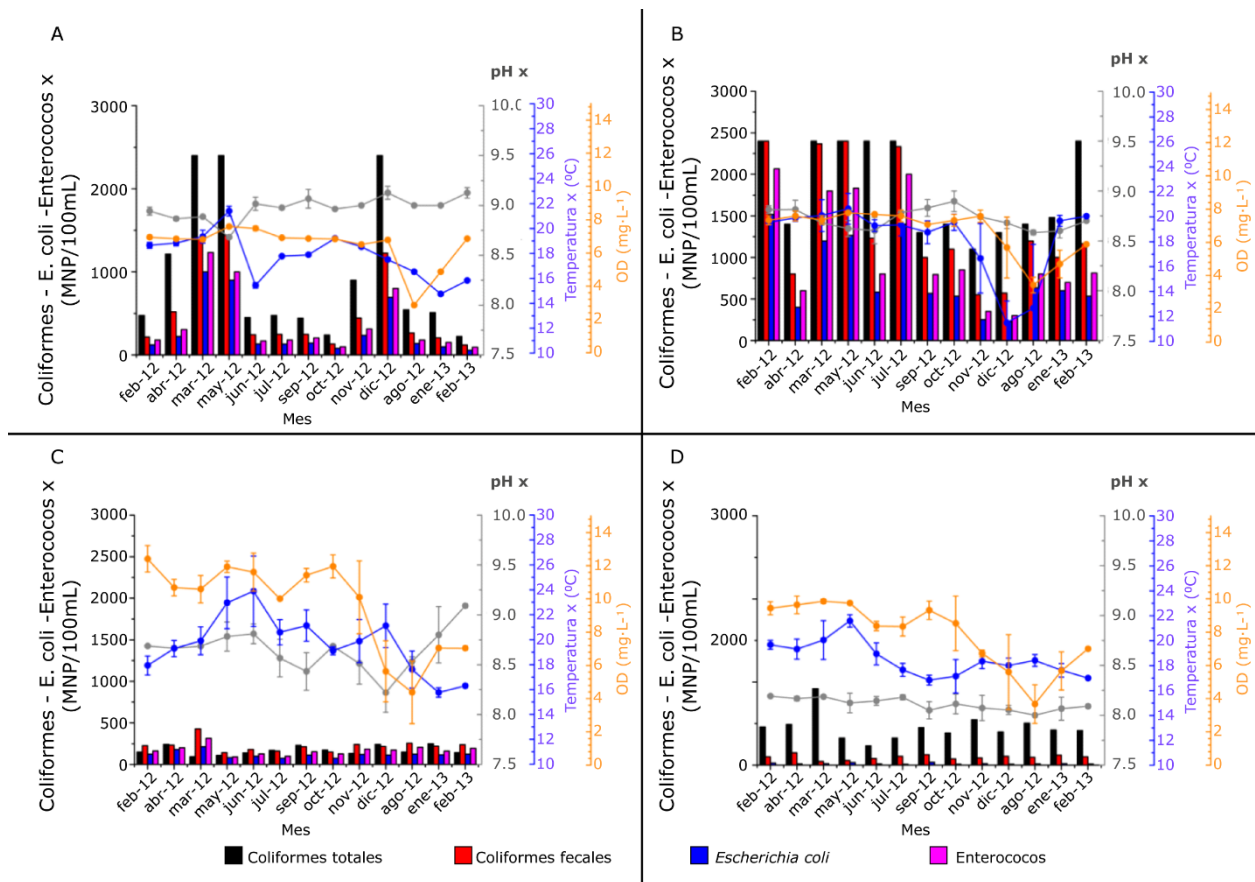 A
Coliformes - E. coli -Enterococos x
(MNP/100mL)
3000
2000
1000
0
pH x
10.0
9.5
9.0
8.5
8.0
7.5
30
28
26
24
22
20
18
16
14
12
10
Temperatura x (ºC)
14
12
10
8
6
4
2
0
OD (mg·L-¹)
feb-12
abr-12
mar-12
may-12
jun-12
jul-12
sep-12
oct-12
nov-12
dic-12
ago-12
ene-13
feb-13
Mes
B
Coliformes - E. coli -Enterococos x
(MNP/100mL)
3000
2500
2000
1500
1000
500
0
pH x
10.0
9.5
9.0
8.5
8.0
7.5
30
28
26
24
22
20
18
16
14
12
10
Temperatura x (ºC)
14
12
10
8
6
4
2
0
OD (mg·L-¹)
feb-12
abr-12
mar-12
may-12
jun-12
jul-12
sep-12
oct-12
nov-12
dic-12
ago-12
ene-13
feb-13
Mes
C
Coliformes - E. coli -Enterococos x
(MNP/100mL)
3000
2500
2000
1500
1000
500
0
pH x
10.0
9.5
9.0
8.5
8.0
7.5
30
28
26
24
22
20
18
16
14
12
10
Temperatura x (ºC)
14
12
10
8
6
4
2
0
OD (mg·L-¹)
feb-12
abr-12
mar-12
may-12
jun-12
jul-12
sep-12
oct-12
nov-12
dic-12
ago-12
ene-13
feb-13
Mes
D
Coliformes - E. coli -Enterococos x
(MNP/100mL)
3000
2000
0
pH x
10.0
9.5
9.0
8.5
8.0
7.5
30
28
26
24
22
20
18
16
14
12
10
Temperatura x (ºC)
14
12
10
8
6
4
2
0
OD (mg·L-¹)
feb-12
abr-12
mar-12
may-12
jun-12
jul-12
sep-12
oct-12
nov-12
dic-12
ago-12
ene-13
feb-13
Mes
Coliformes totales
Coliformes fecales
Escherichia coli
Enterococos